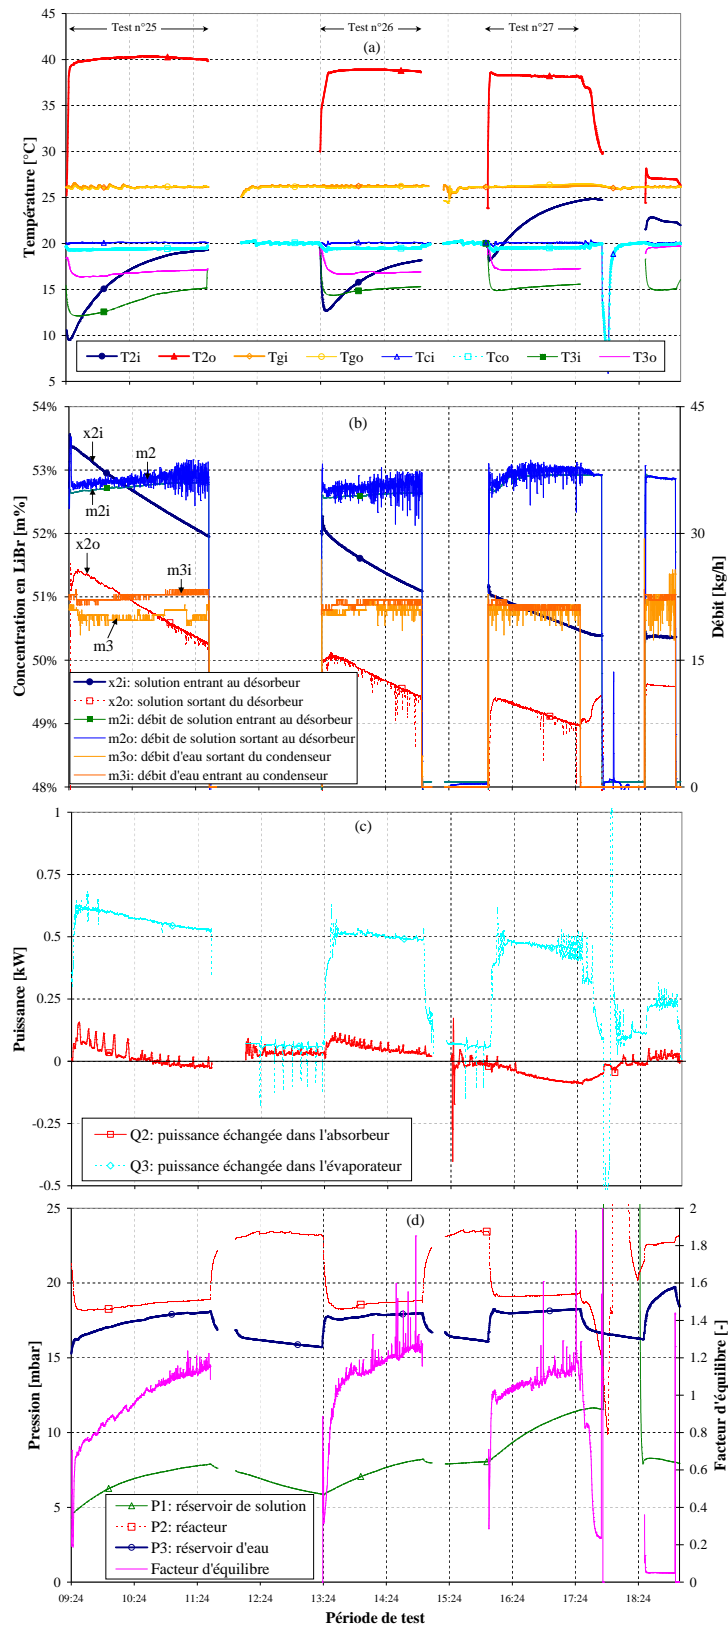 Test n°25 Test n°26 Test n°27
(a)
Température [°C]
45
40
35
30
25
20
15
10
5
T2i T2o Tgi Tgo Tci Tco T3i T3o
(b)
Concentration en LiBr [m%]
54%
53%
52%
51%
50%
49%
48%
Débit [kg/h]
45
30
15
0
x2i
m2
m2i
x2o
m3i
m3
x2i: solution entrant au désorbeur
x2o: solution sortant du désorbeur
m2i: débit de solution entrant au désorbeur
m2o: débit de solution sortant au désorbeur
m3o: débit d'eau sortant du condenseur
m3i: débit d'eau entrant au condenseur
(c)
Puissance [kW]
1
0.75
0.5
0.25
0
-0.25
-0.5
Q2: puissance échangée dans l'absorbeur
Q3: puissance échangée dans l'évaporateur
(d)
Pression [mbar]
25
20
15
10
5
0
Facteur d'équilibre [-]
2
1.8
1.6
1.4
1.2
1
0.8
0.6
0.4
0.2
0
P1: réservoir de solution
P2: réacteur
P3: réservoir d'eau
Facteur d'équilibre
09:24 10:24 11:24 12:24 13:24 14:24 15:24 16:24 17:24 18:24
Période de test